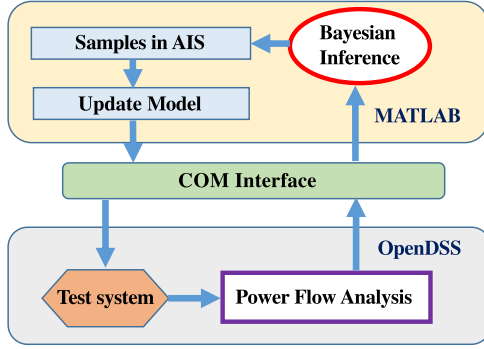 Samples in AIS
Bayesian
Inference
Update Model
MATLAB
COM Interface
OpenDSS
Test system
Power Flow Analysis